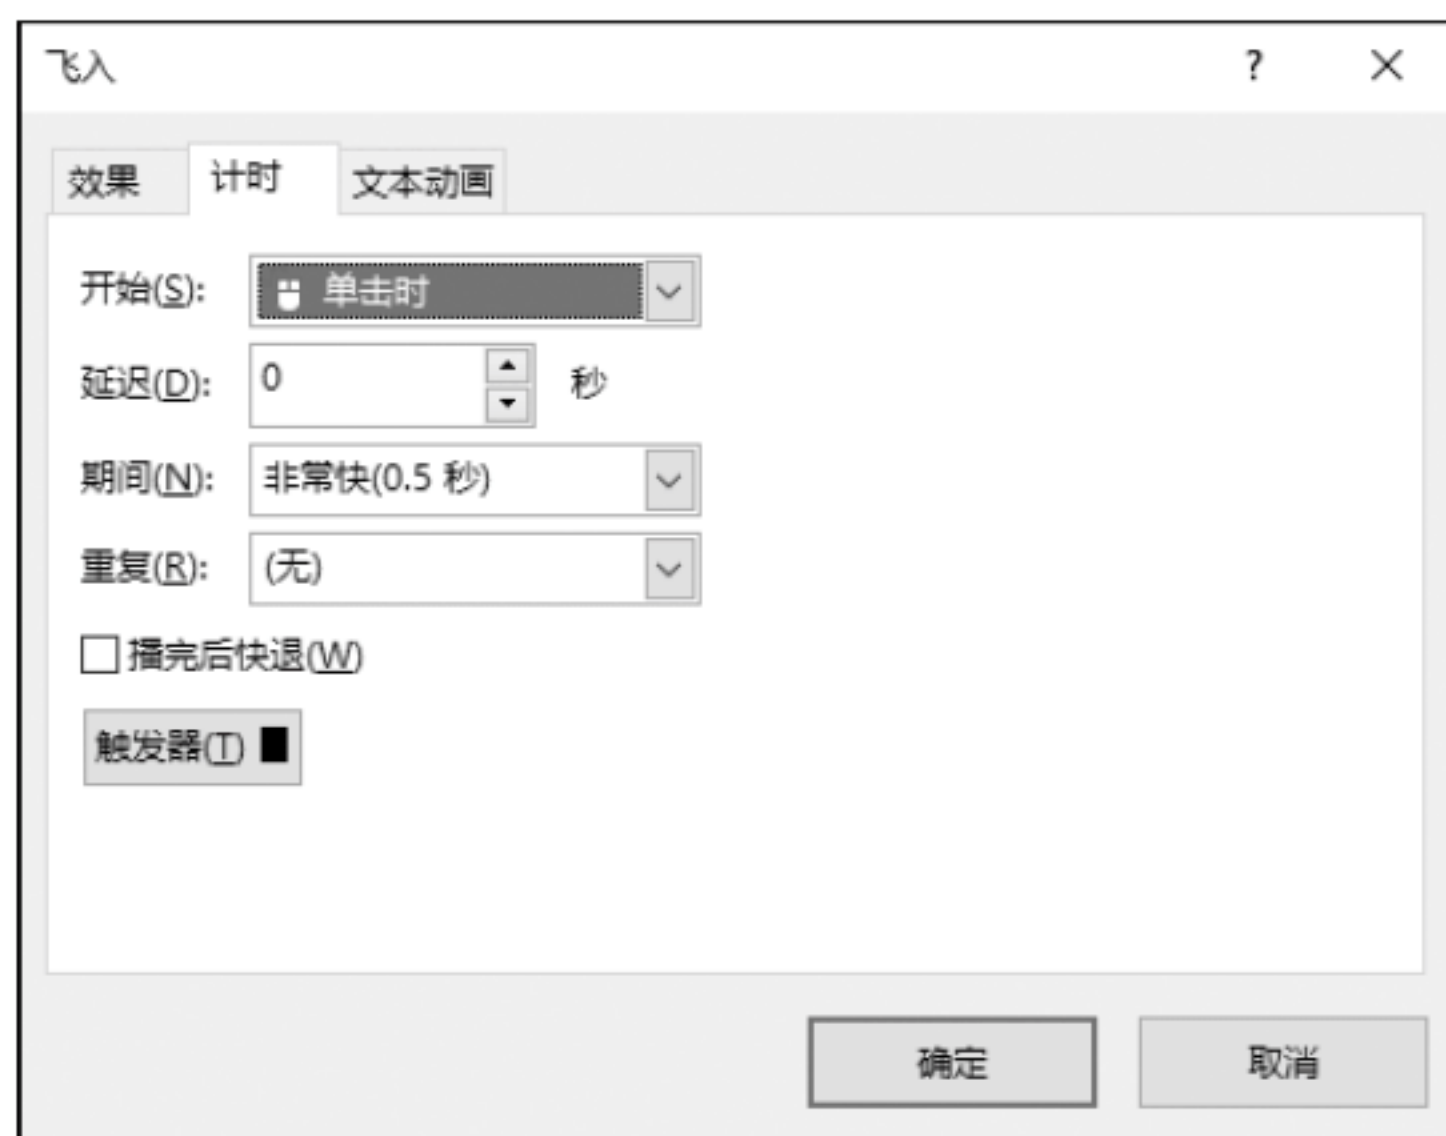 飞入
?
效果 计时 文本动画
开始(S): 单击时
延迟(D): 0 秒
期间(N): 非常快(0.5 秒)
重复(R): (无)
播完后快退(W)
触发器(T)
确定 取消